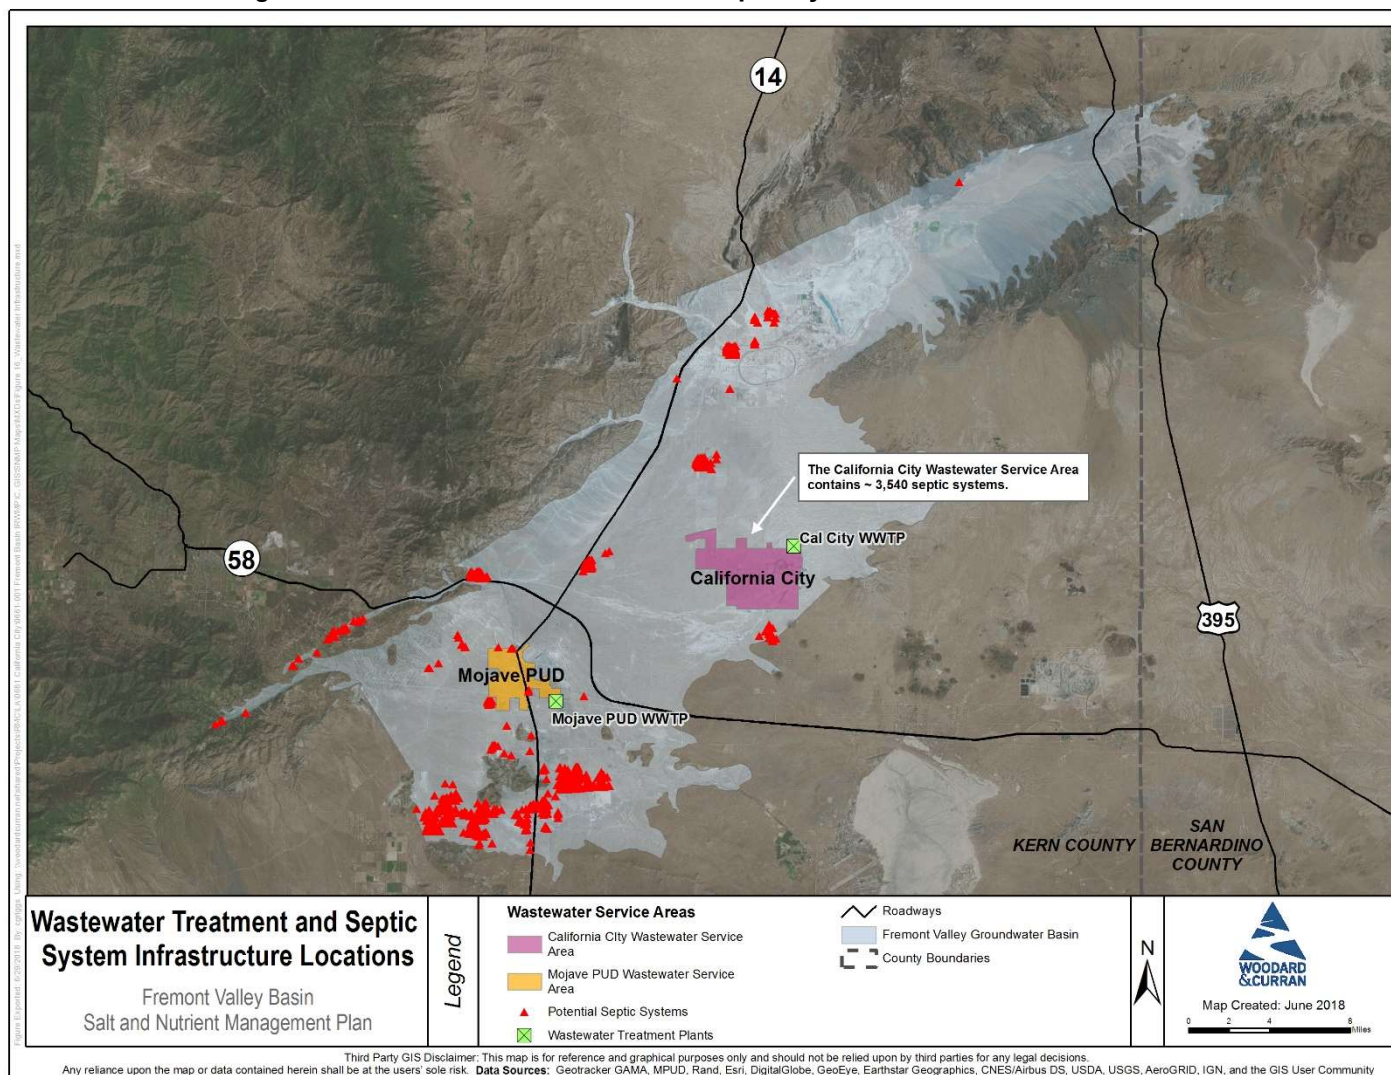 14
The California City Wastewater Service Area
contains ~ 3,540 septic systems.
Cal City WWTP
California City
58
395
Mojave PUD
Mojave PUD WWTP
KERN COUNTY
SAN
BERNARDINO
COUNTY
Wastewater Treatment and Septic
System Infrastructure Locations
Fremont Valley Basin
Salt and Nutrient Management Plan
Legend
Wastewater Service Areas
California City Wastewater Service
Area
Mojave PUD Wastewater Service
Area
Potential Septic Systems
Wastewater Treatment Plants
Roadways
Fremont Valley Groundwater Basin
County Boundaries
N
WOODARD
&CURRAN
Map Created: June 2018
0 2 4 8
Miles
Third Party GIS Disclaimer: This map is for reference and graphical purposes only and should not be relied upon by third parties for any legal decisions.
Any reliance upon the map or data contained herein shall be at the users' sole risk. Data Sources: Geotracker GAMA, MPUD, Rand, Esri, DigitalGlobe, GeoEye, Earthstar Geographics, CNES/Airbus DS, USDA, USGS, AeroGRID, IGN, and the GIS User Community